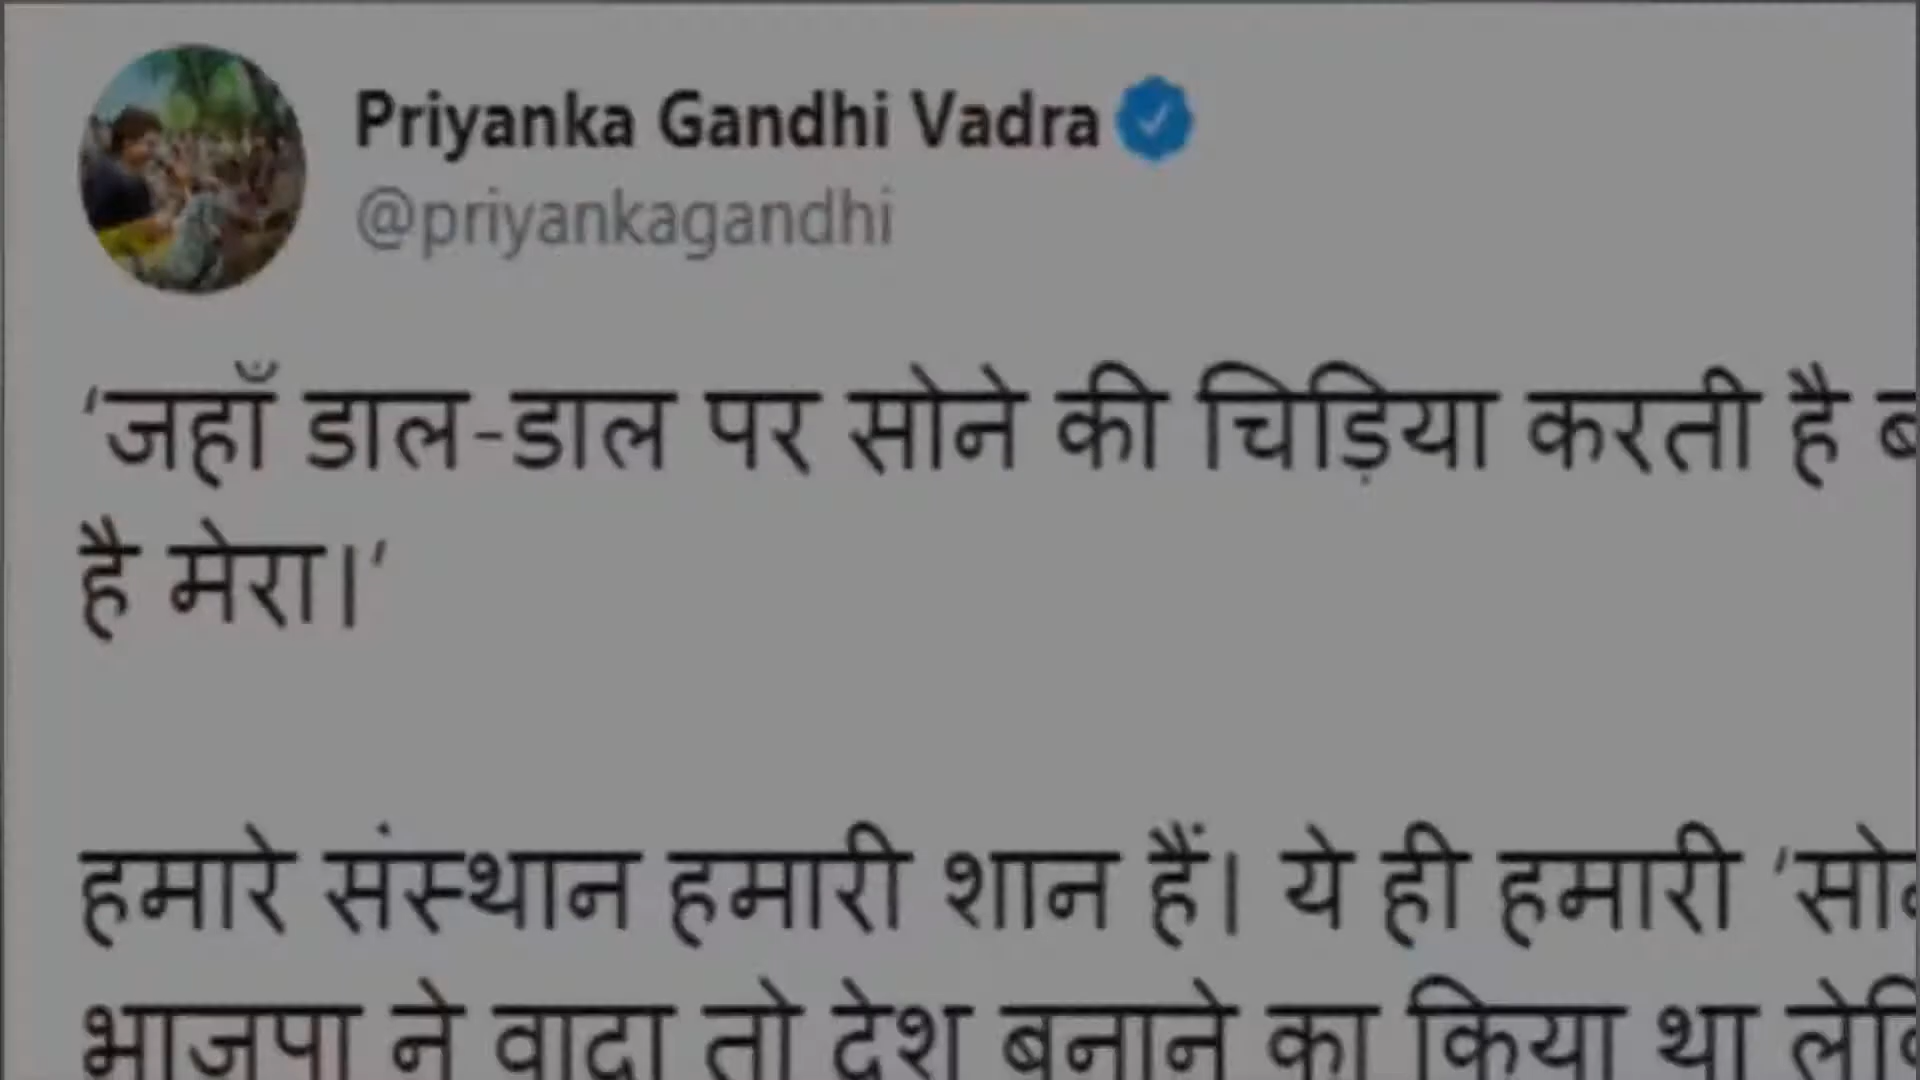 Priyanka Gandhi Vadra
@priyankagandhi
‘जहाँ डाल-डाल पर सोने की चिड़िया करती है
है मेरा।’
हमारे संस्थान हमारी शान हैं। ये ही हमारी
भाजपा ने वादा तो देश बनाने का किया था